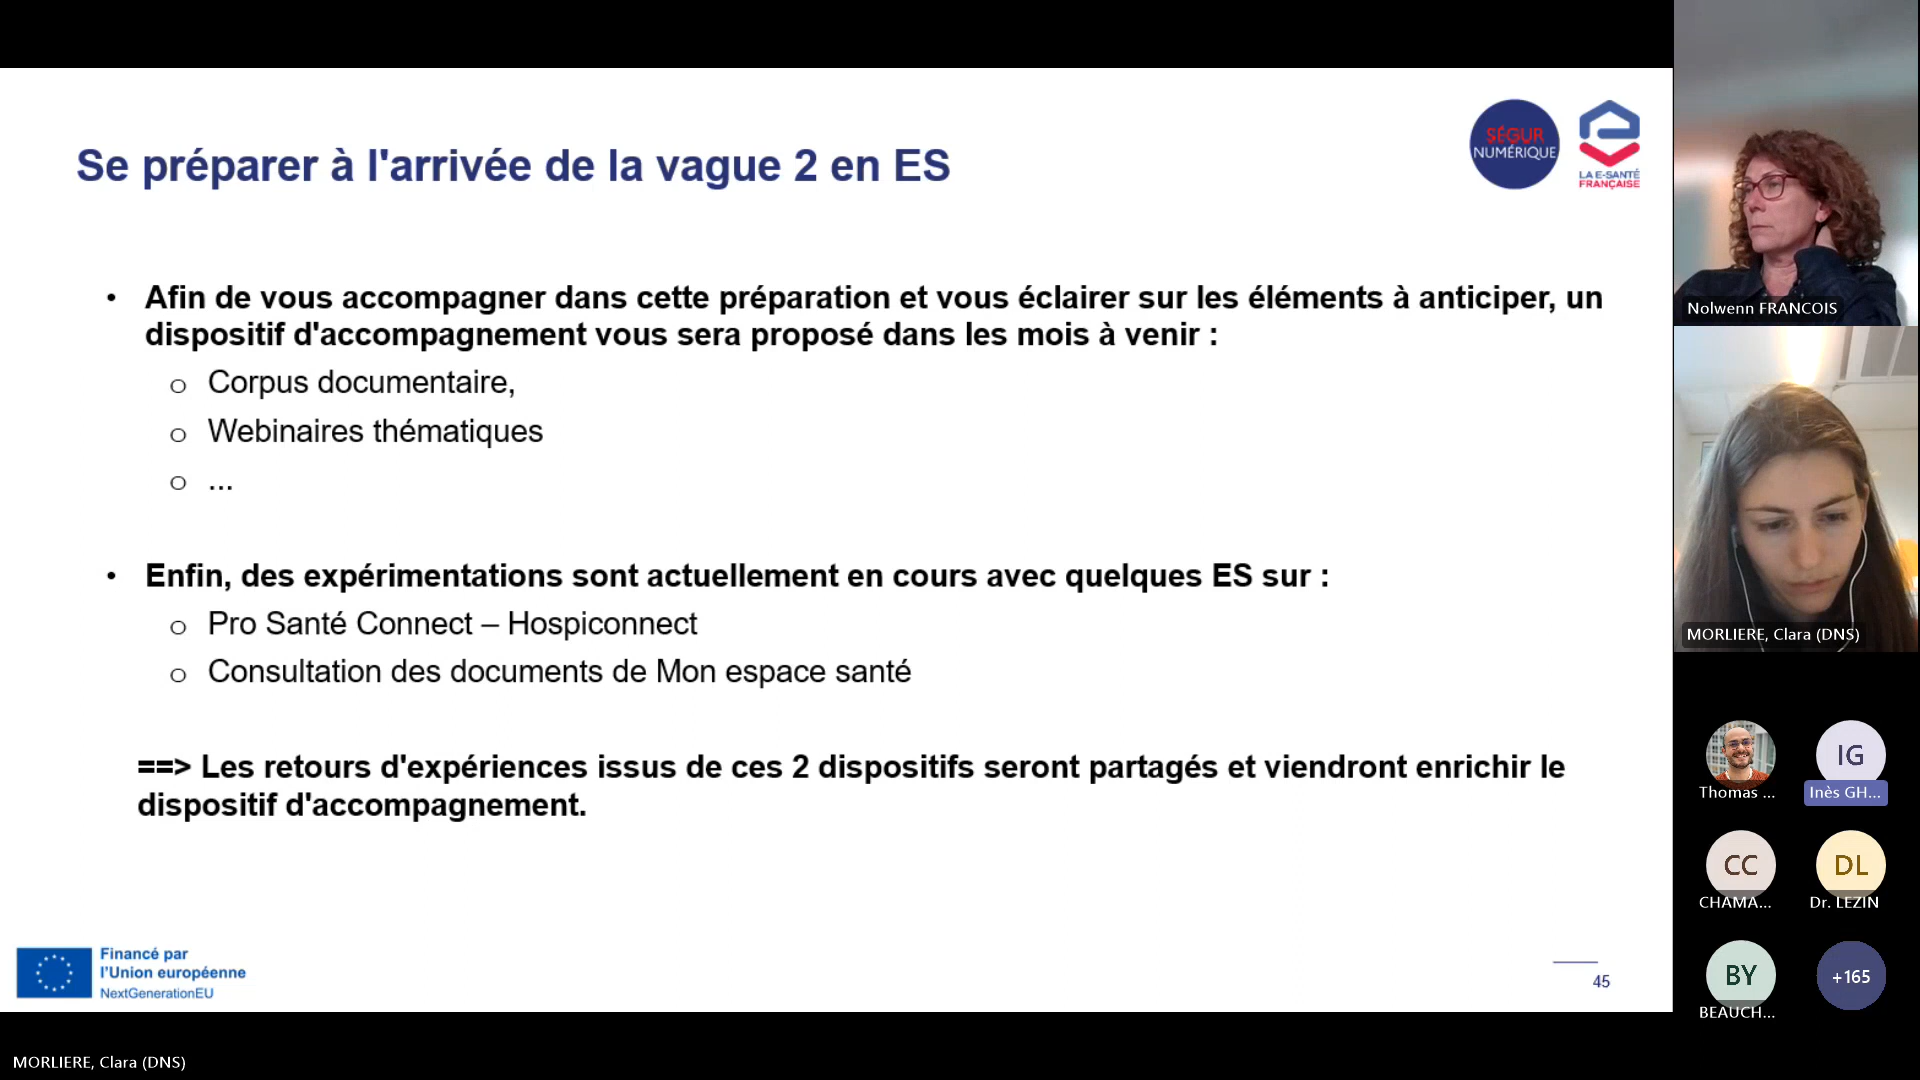 Se préparer à l'arrivée de la vague 2 en ES
SÉGUR
NUMÉRIQUE
LA E-SANTÉ
FRANÇAISE
• Afin de vous accompagner dans cette préparation et vous éclairer sur les éléments à anticiper, un
dispositif d'accompagnement vous sera proposé dans les mois à venir :
o Corpus documentaire,
o Webinaires thématiques
o ...
• Enfin, des expérimentations sont actuellement en cours avec quelques ES sur :
o Pro Santé Connect – Hospiconnect
o Consultation des documents de Mon espace santé
==> Les retours d'expériences issus de ces 2 dispositifs seront partagés et viendront enrichir le
dispositif d'accompagnement.
Financé par
l'Union européenne
NextGenerationEU
45
MORLIERE, Clara (DNS)
Nolwenn FRANCOIS
MORLIERE, Clara (DNS)
Thomas ...
IG
Inès GH...
CC
CHAMA...
DL
Dr. LEZIN
BY
BEAUCH...
+165